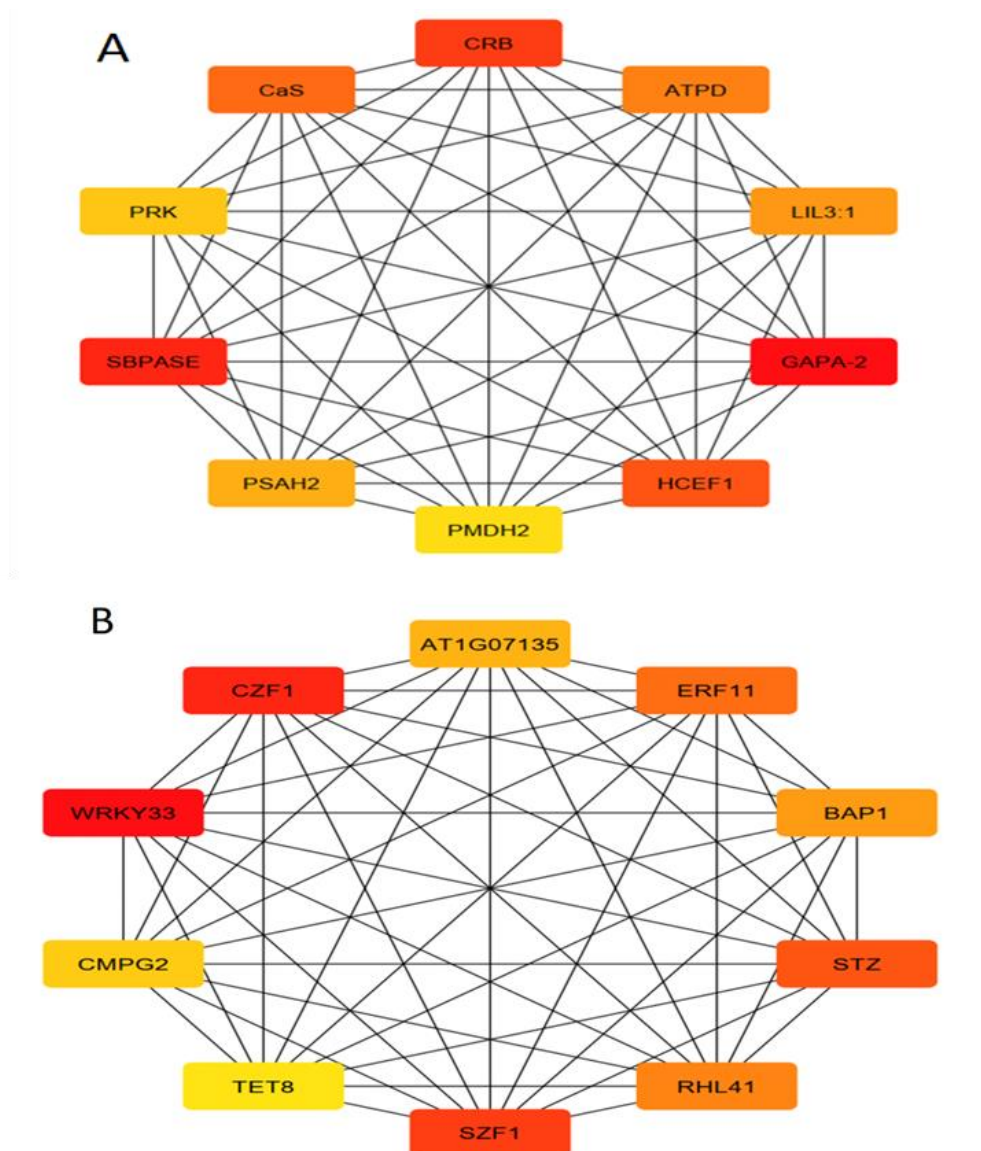 A
CRB
CaS
ATPD
PRK
LIL3:1
SBPASE
GAPA-2
PSAH2
HCEF1
PMDH2
B
AT1G07135
CZF1
ERF11
WRKY33
BAP1
CMPG2
STZ
TET8
RHL41
SZF1